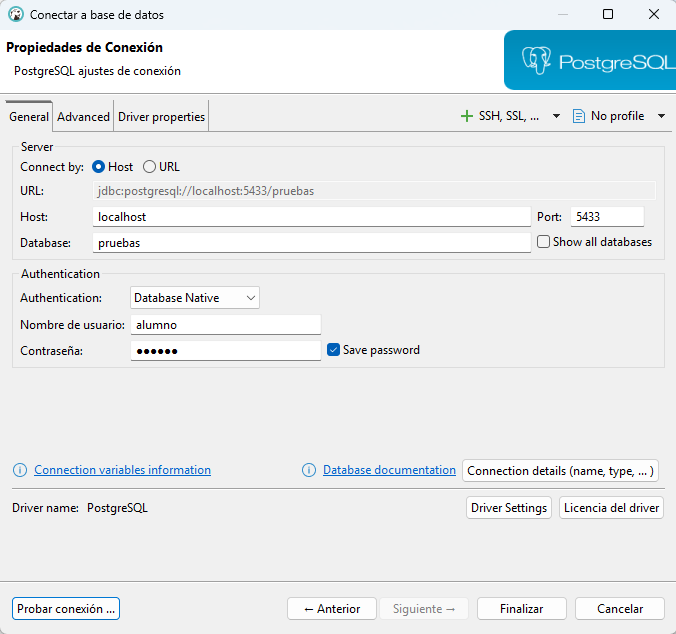 Conectar a base de datos
Propiedades de Conexión
PostgreSQL ajustes de conexión
PostgreSQL
General Advanced Driver properties SSH, SSL, ... No profile
Server
Connect by: Host URL
URL: jdbc:postgresql://localhost:5433/pruebas
Host: localhost Port: 5433
Database: pruebas Show all databases
Authentication
Authentication: Database Native
Nombre de usuario: alumno
Contraseña: ●●●●●● Save password
Connection variables information Database documentation Connection details (name, type, ... )
Driver name: PostgreSQL Driver Settings Licencia del driver
Probar conexión ... ← Anterior Siguiente → Finalizar Cancelar